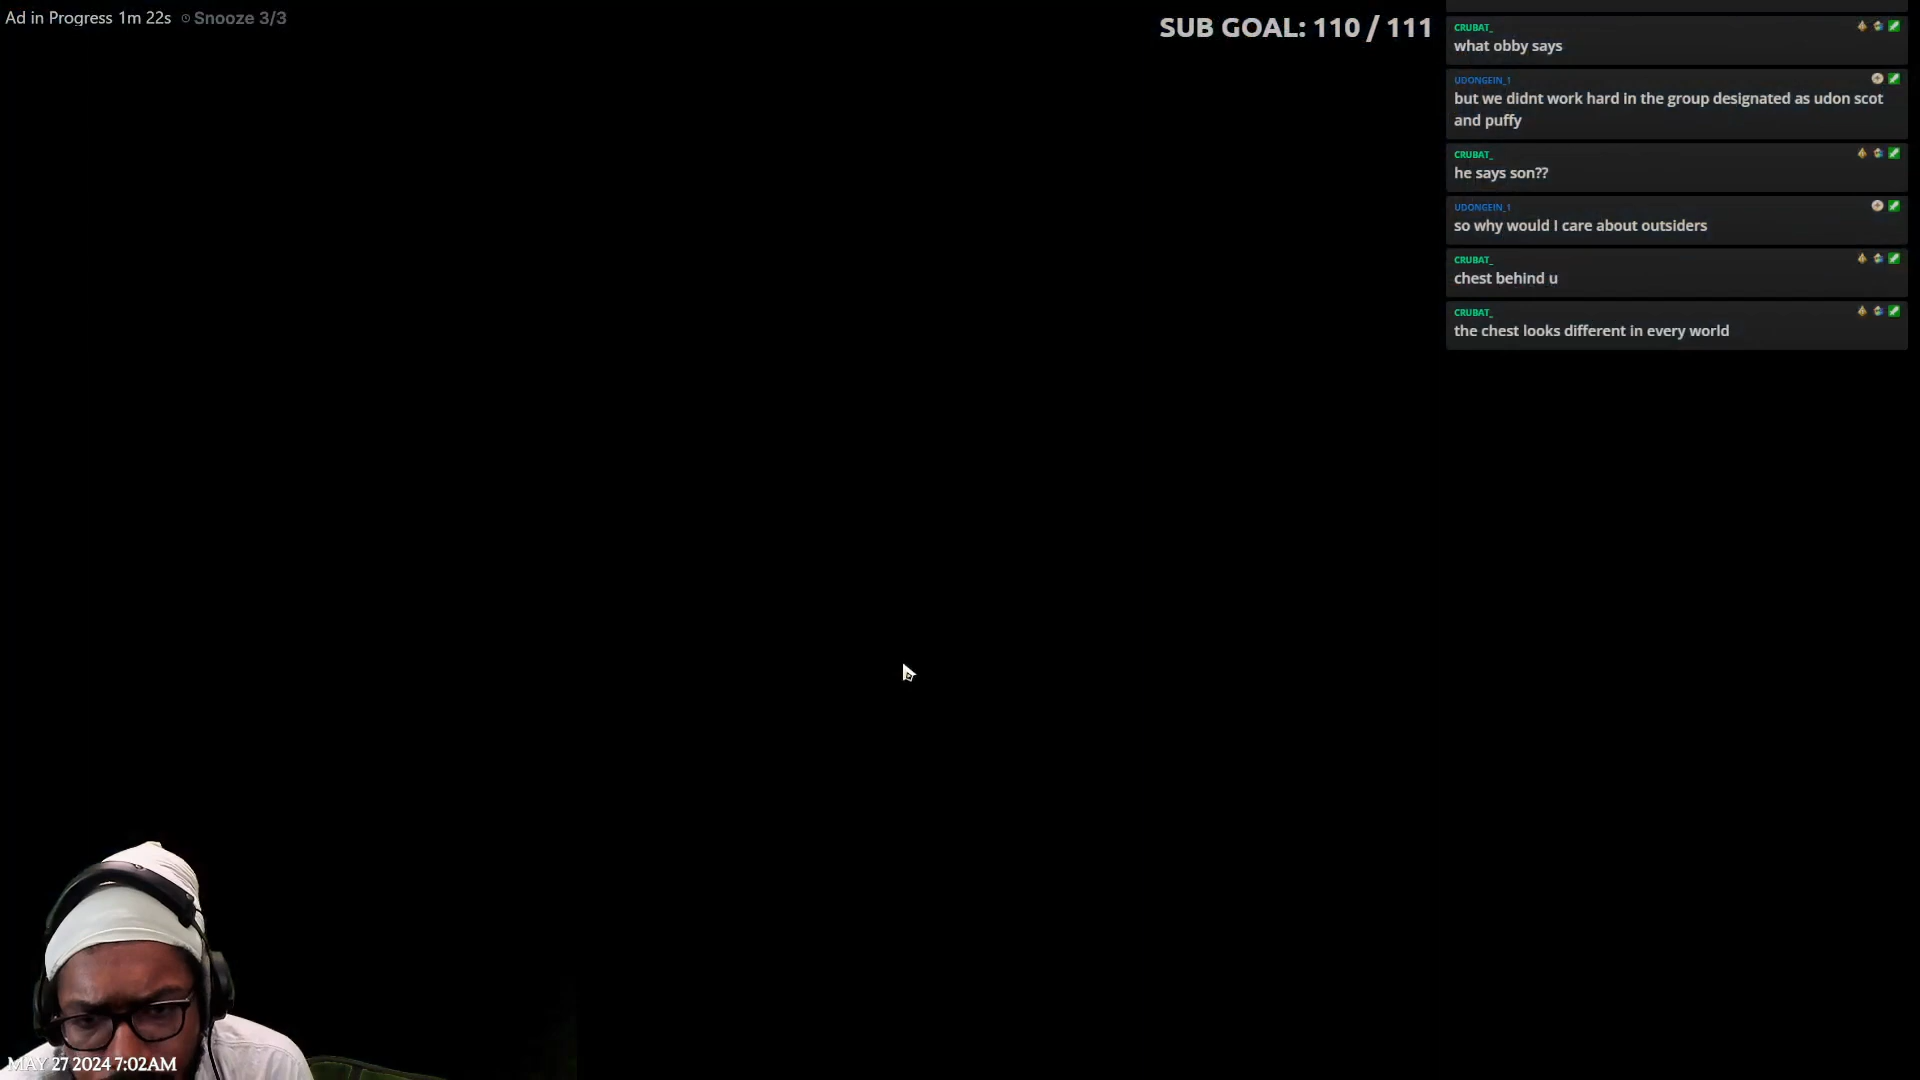 Ad in Progress 1m 22s Snooze 3/3
SUB GOAL: 110 / 111
CRUBAT_
what obby says
UDONGEIN_1
but we didnt work hard in the group designated as udon scot
and puffy
CRUBAT_
he says son??
UDONGEIN_1
so why would I care about outsiders
CRUBAT_
chest behind u
CRUBAT_
the chest looks different in every world
MAY 27 2024 7:02AM